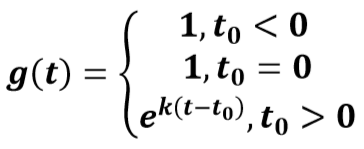 1, t₀ < 0
g(t) = { 1, t₀ = 0
e^{k(t−t₀)}, t₀ > 0